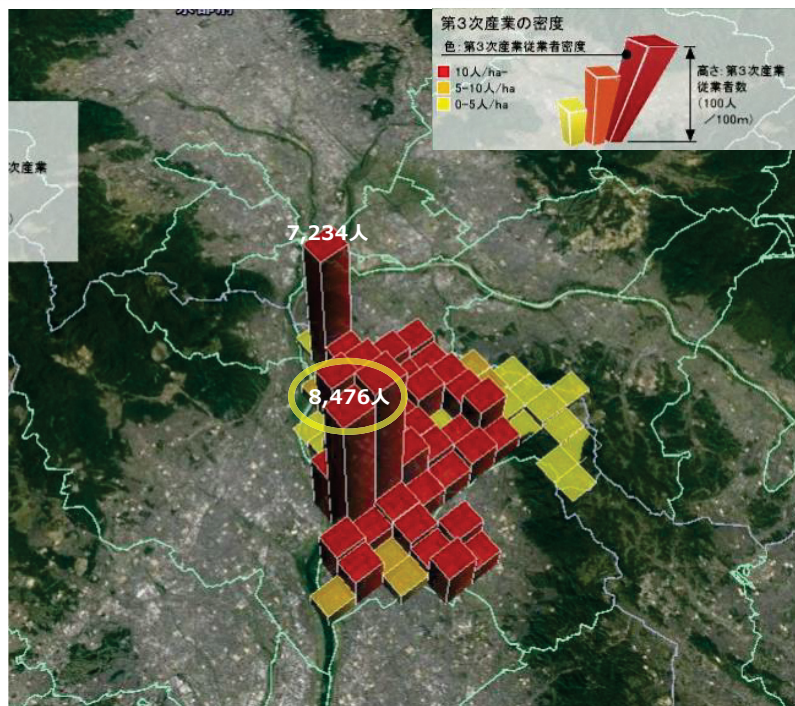 第3次産業の密度
色:第3次産業従業者密度
10人/ha-
5-10人/ha
0-5人/ha
高さ:第3次産業
従業者数
(100人
/100m)
次産業
)
7,234人
8,476人